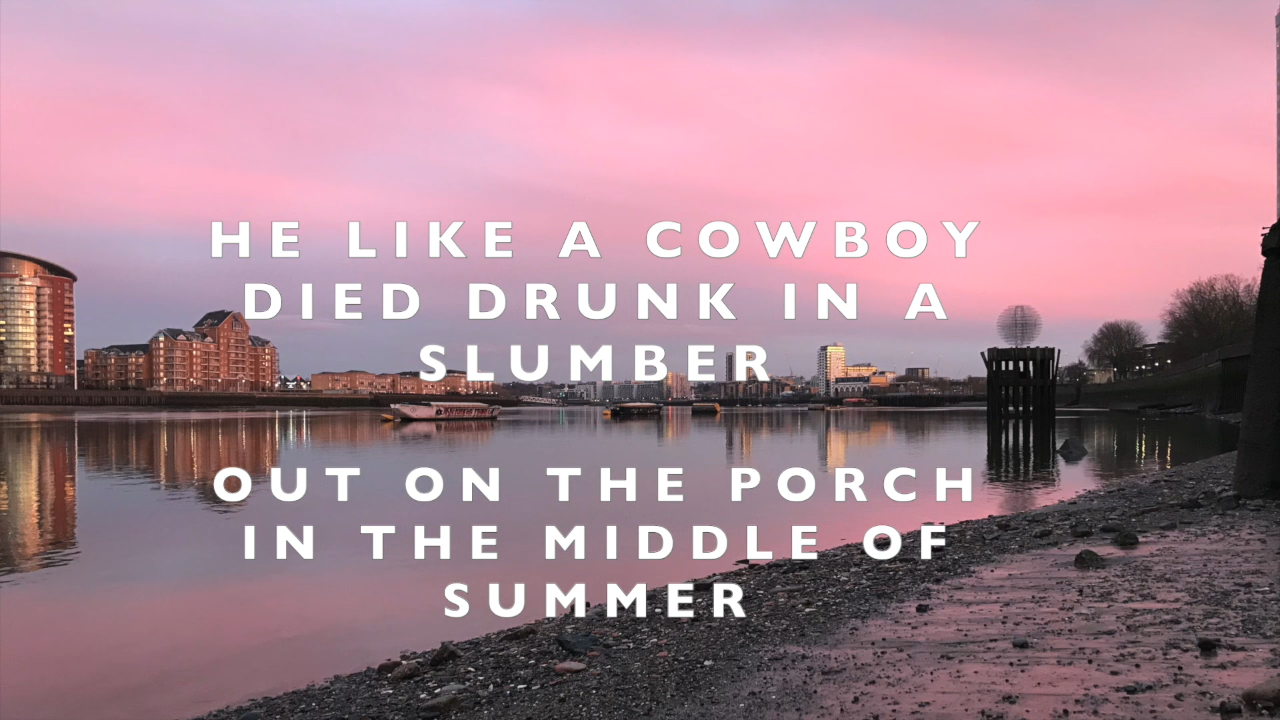 HE LIKE A COWBOY
DIED DRUNK IN A
SLUMBER
OUT ON THE PORCH
IN THE MIDDLE OF
SUMMER